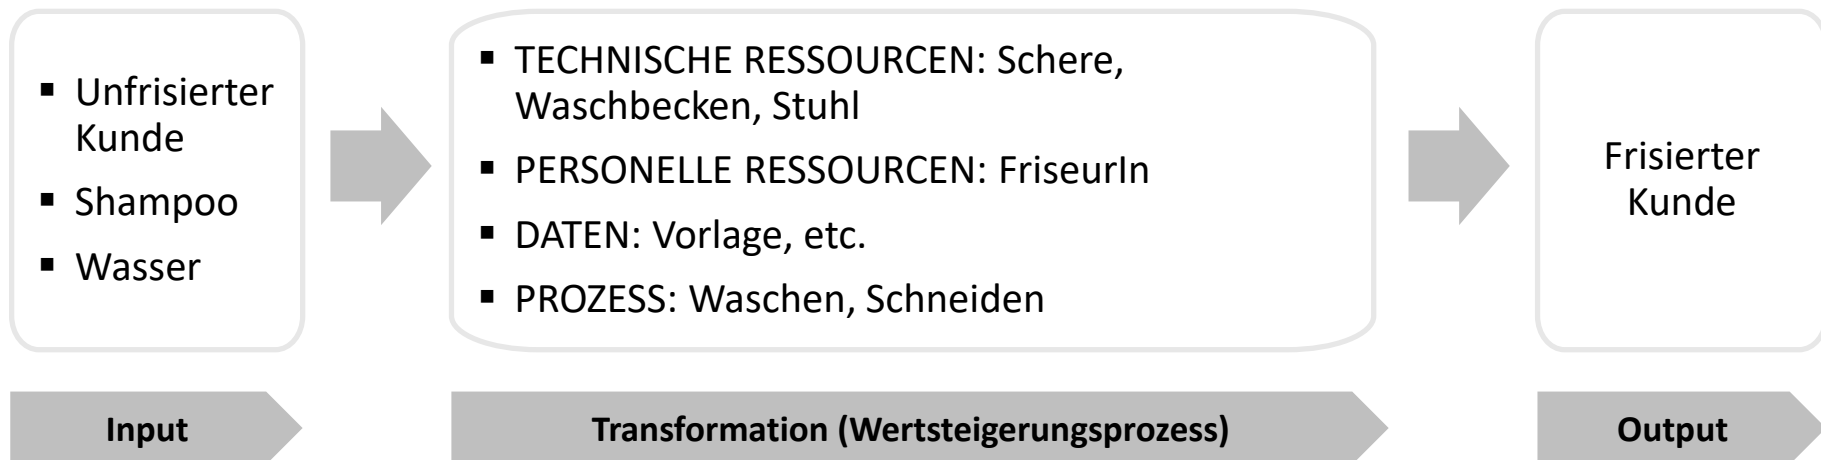 ▪ Unfrisierter
Kunde
▪ Shampoo
▪ Wasser
▪ TECHNISCHE RESSOURCEN: Schere,
Waschbecken, Stuhl
▪ PERSONELLE RESSOURCEN: FriseurIn
▪ DATEN: Vorlage, etc.
▪ PROZESS: Waschen, Schneiden
Frisierter
Kunde
Input
Transformation (Wertsteigerungsprozess)
Output